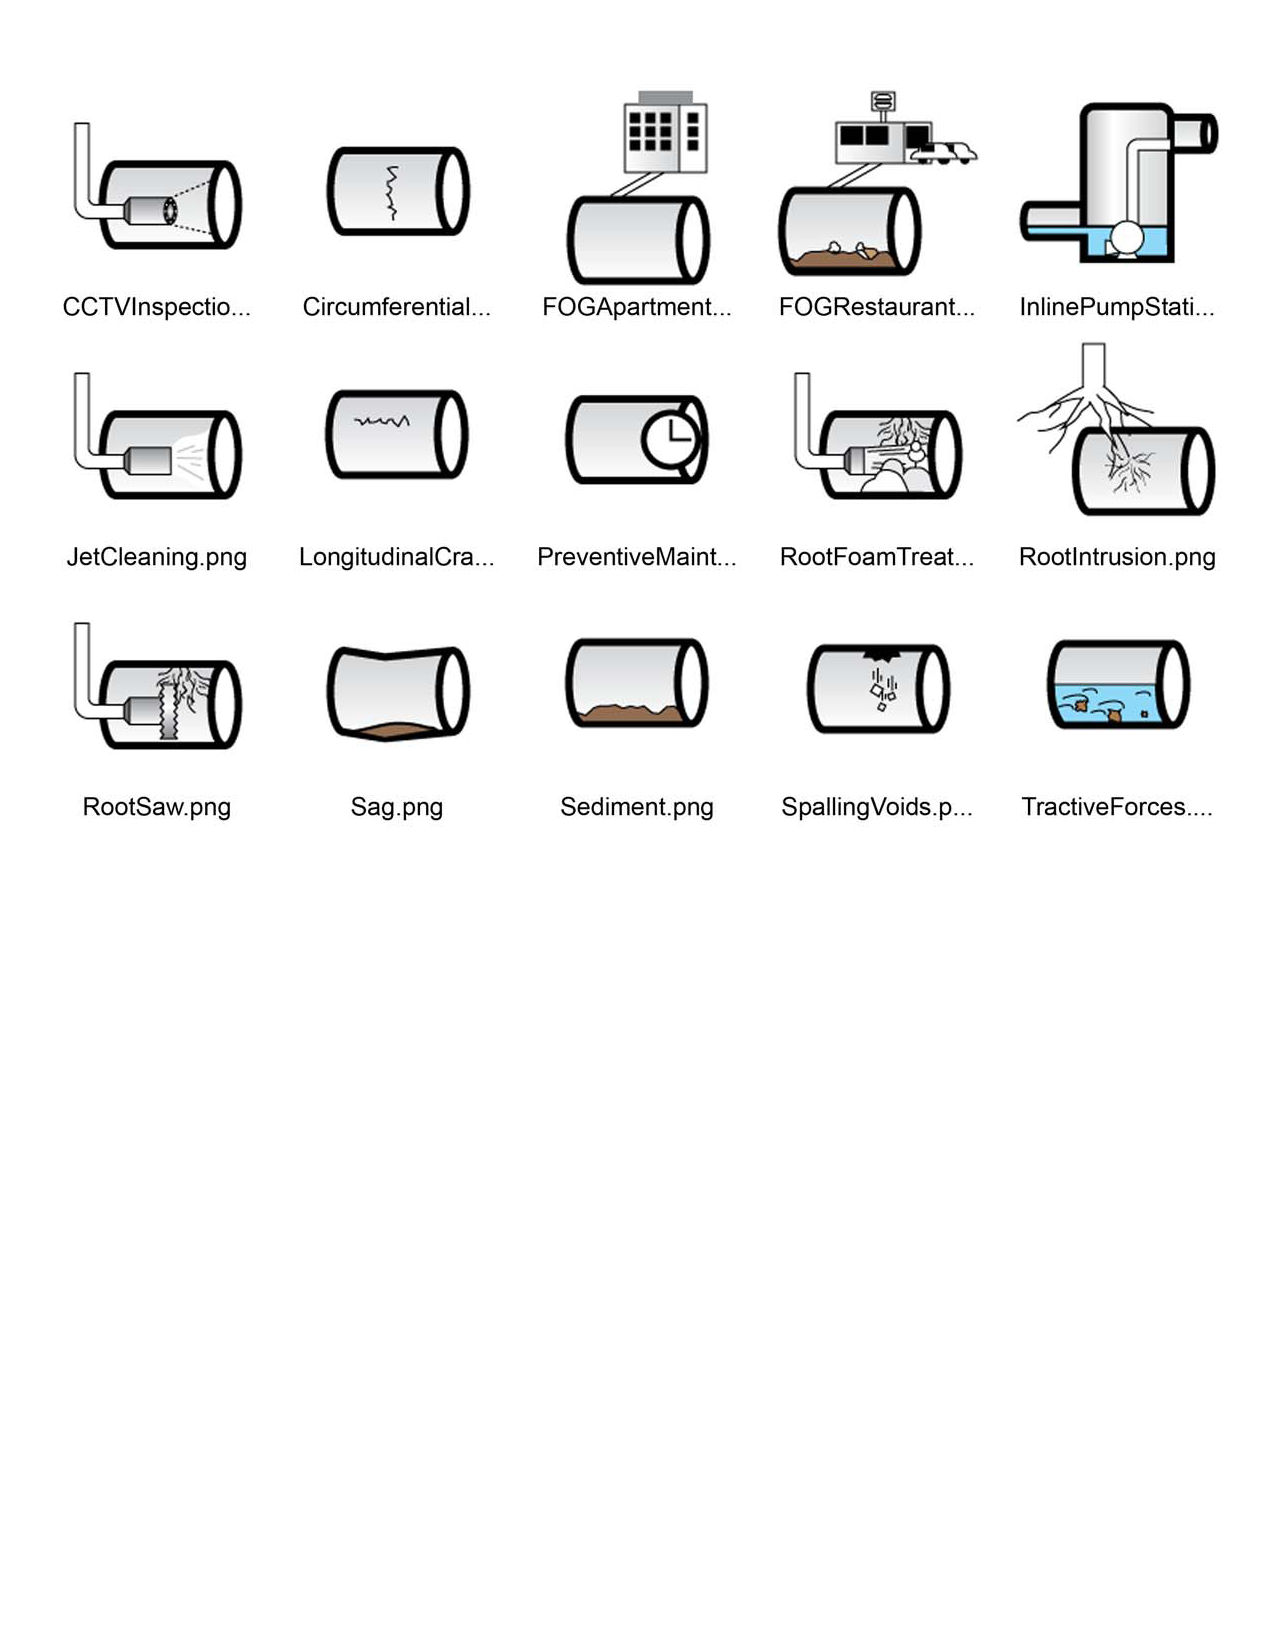 CCTVInspectio...
Circumferential...
FOGApartment...
FOGRestaurant...
InlinePumpStati...
JetCleaning.png
LongitudinalCra...
PreventiveMaint...
RootFoamTreat...
RootIntrusion.png
RootSaw.png
Sag.png
Sediment.png
SpallingVoids.p...
TractiveForces....